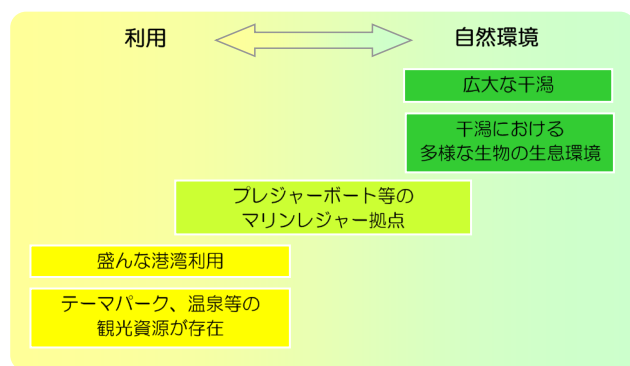 利用
自然環境
広大な干潟
干潟における
多様な生物の生息環境
プレジャーボート等の
マリンレジャー拠点
盛んな港湾利用
テーマパーク、温泉等の
観光資源が存在